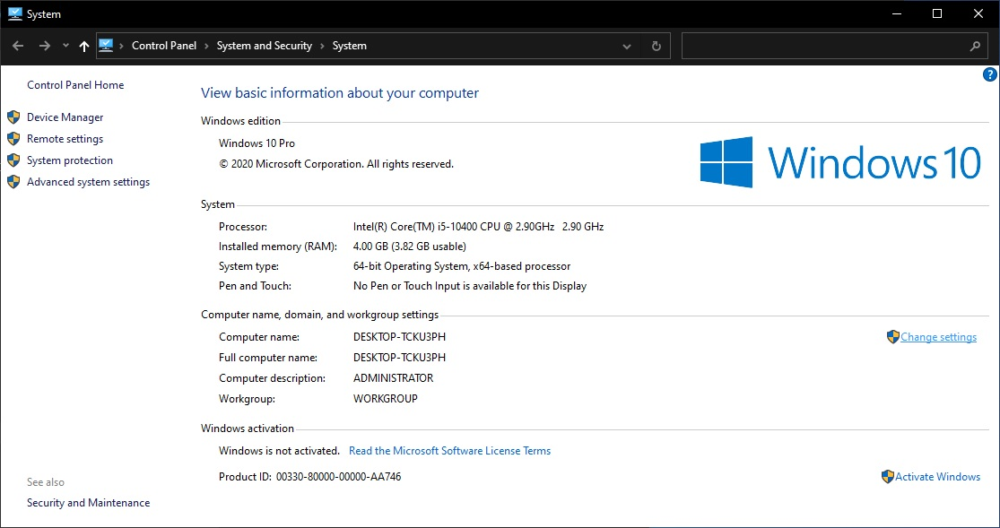 System
Control Panel › System and Security › System
?
Control Panel Home
Device Manager
Remote settings
System protection
Advanced system settings
View basic information about your computer
Windows edition
Windows 10 Pro
© 2020 Microsoft Corporation. All rights reserved.
Windows 10
System
Processor: Intel(R) Core(TM) i5-10400 CPU @ 2.90GHz 2.90 GHz
Installed memory (RAM): 4.00 GB (3.82 GB usable)
System type: 64-bit Operating System, x64-based processor
Pen and Touch: No Pen or Touch Input is available for this Display
Computer name, domain, and workgroup settings
Computer name: DESKTOP-TCKU3PH Change settings
Full computer name: DESKTOP-TCKU3PH
Computer description: ADMINISTRATOR
Workgroup: WORKGROUP
Windows activation
Windows is not activated. Read the Microsoft Software License Terms
Product ID: 00330-80000-00000-AA746 Activate Windows
See also
Security and Maintenance